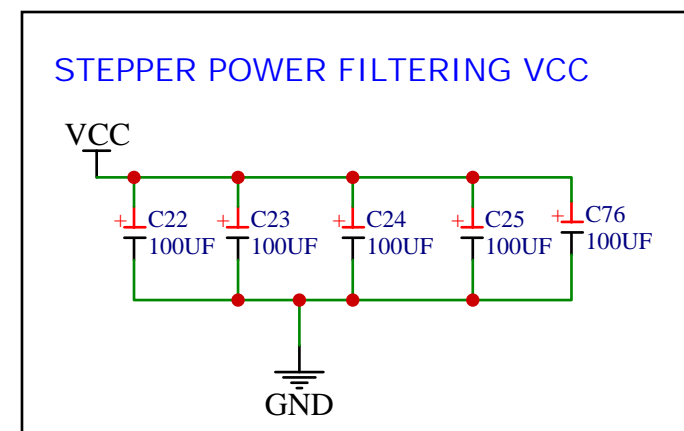 STEPPER POWER FILTERING VCC
VCC
+ C22 + C23 + C24 + C25 + C76
100UF 100UF 100UF 100UF 100UF
GND